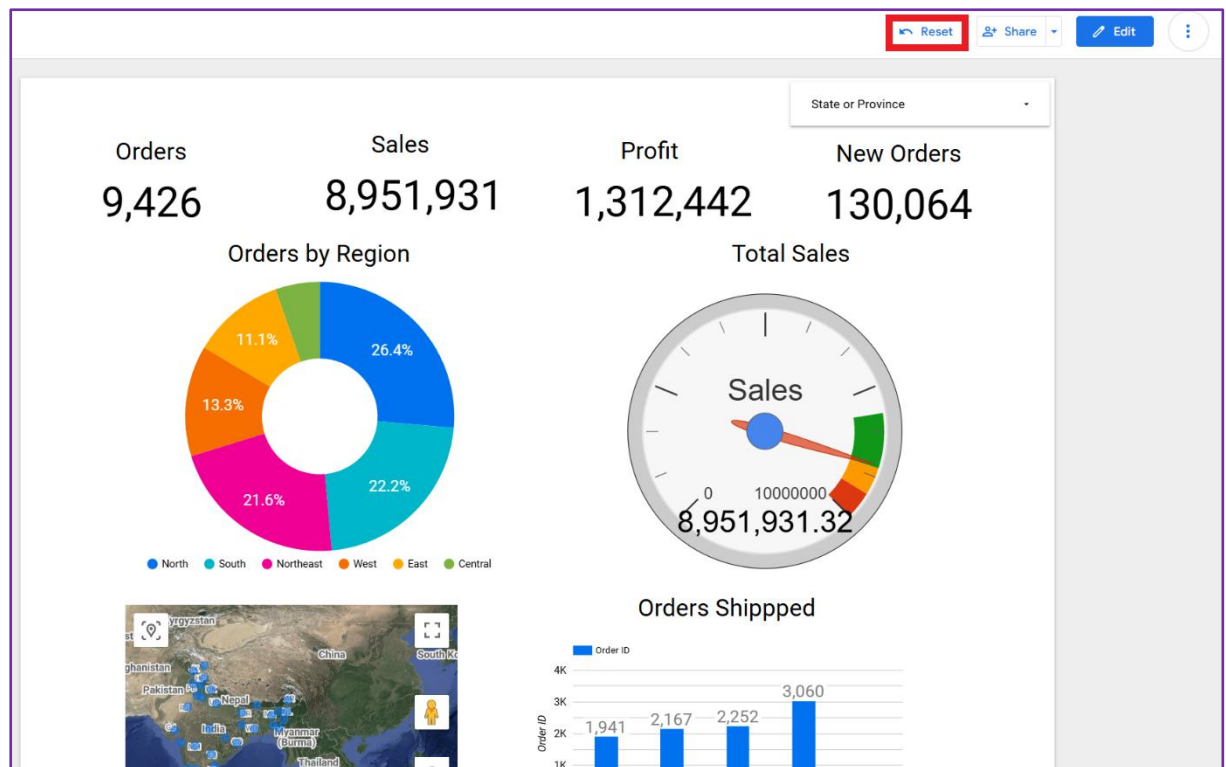 Reset
Share
Edit
State or Province
Orders
Sales
Profit
New Orders
9,426
8,951,931
1,312,442
130,064
Orders by Region
Total Sales
11.1%
26.4%
13.3%
22.2%
21.6%
North South Northeast West East Central
Sales
0 10000000
8,951,931.32
Orders Shippped
Order ID
4K
3K
2K
1K
Order ID
1,941
2,167
2,252
3,060
China
Pakistan
Nepal
India
Myanmar
(Burma)
Thailand